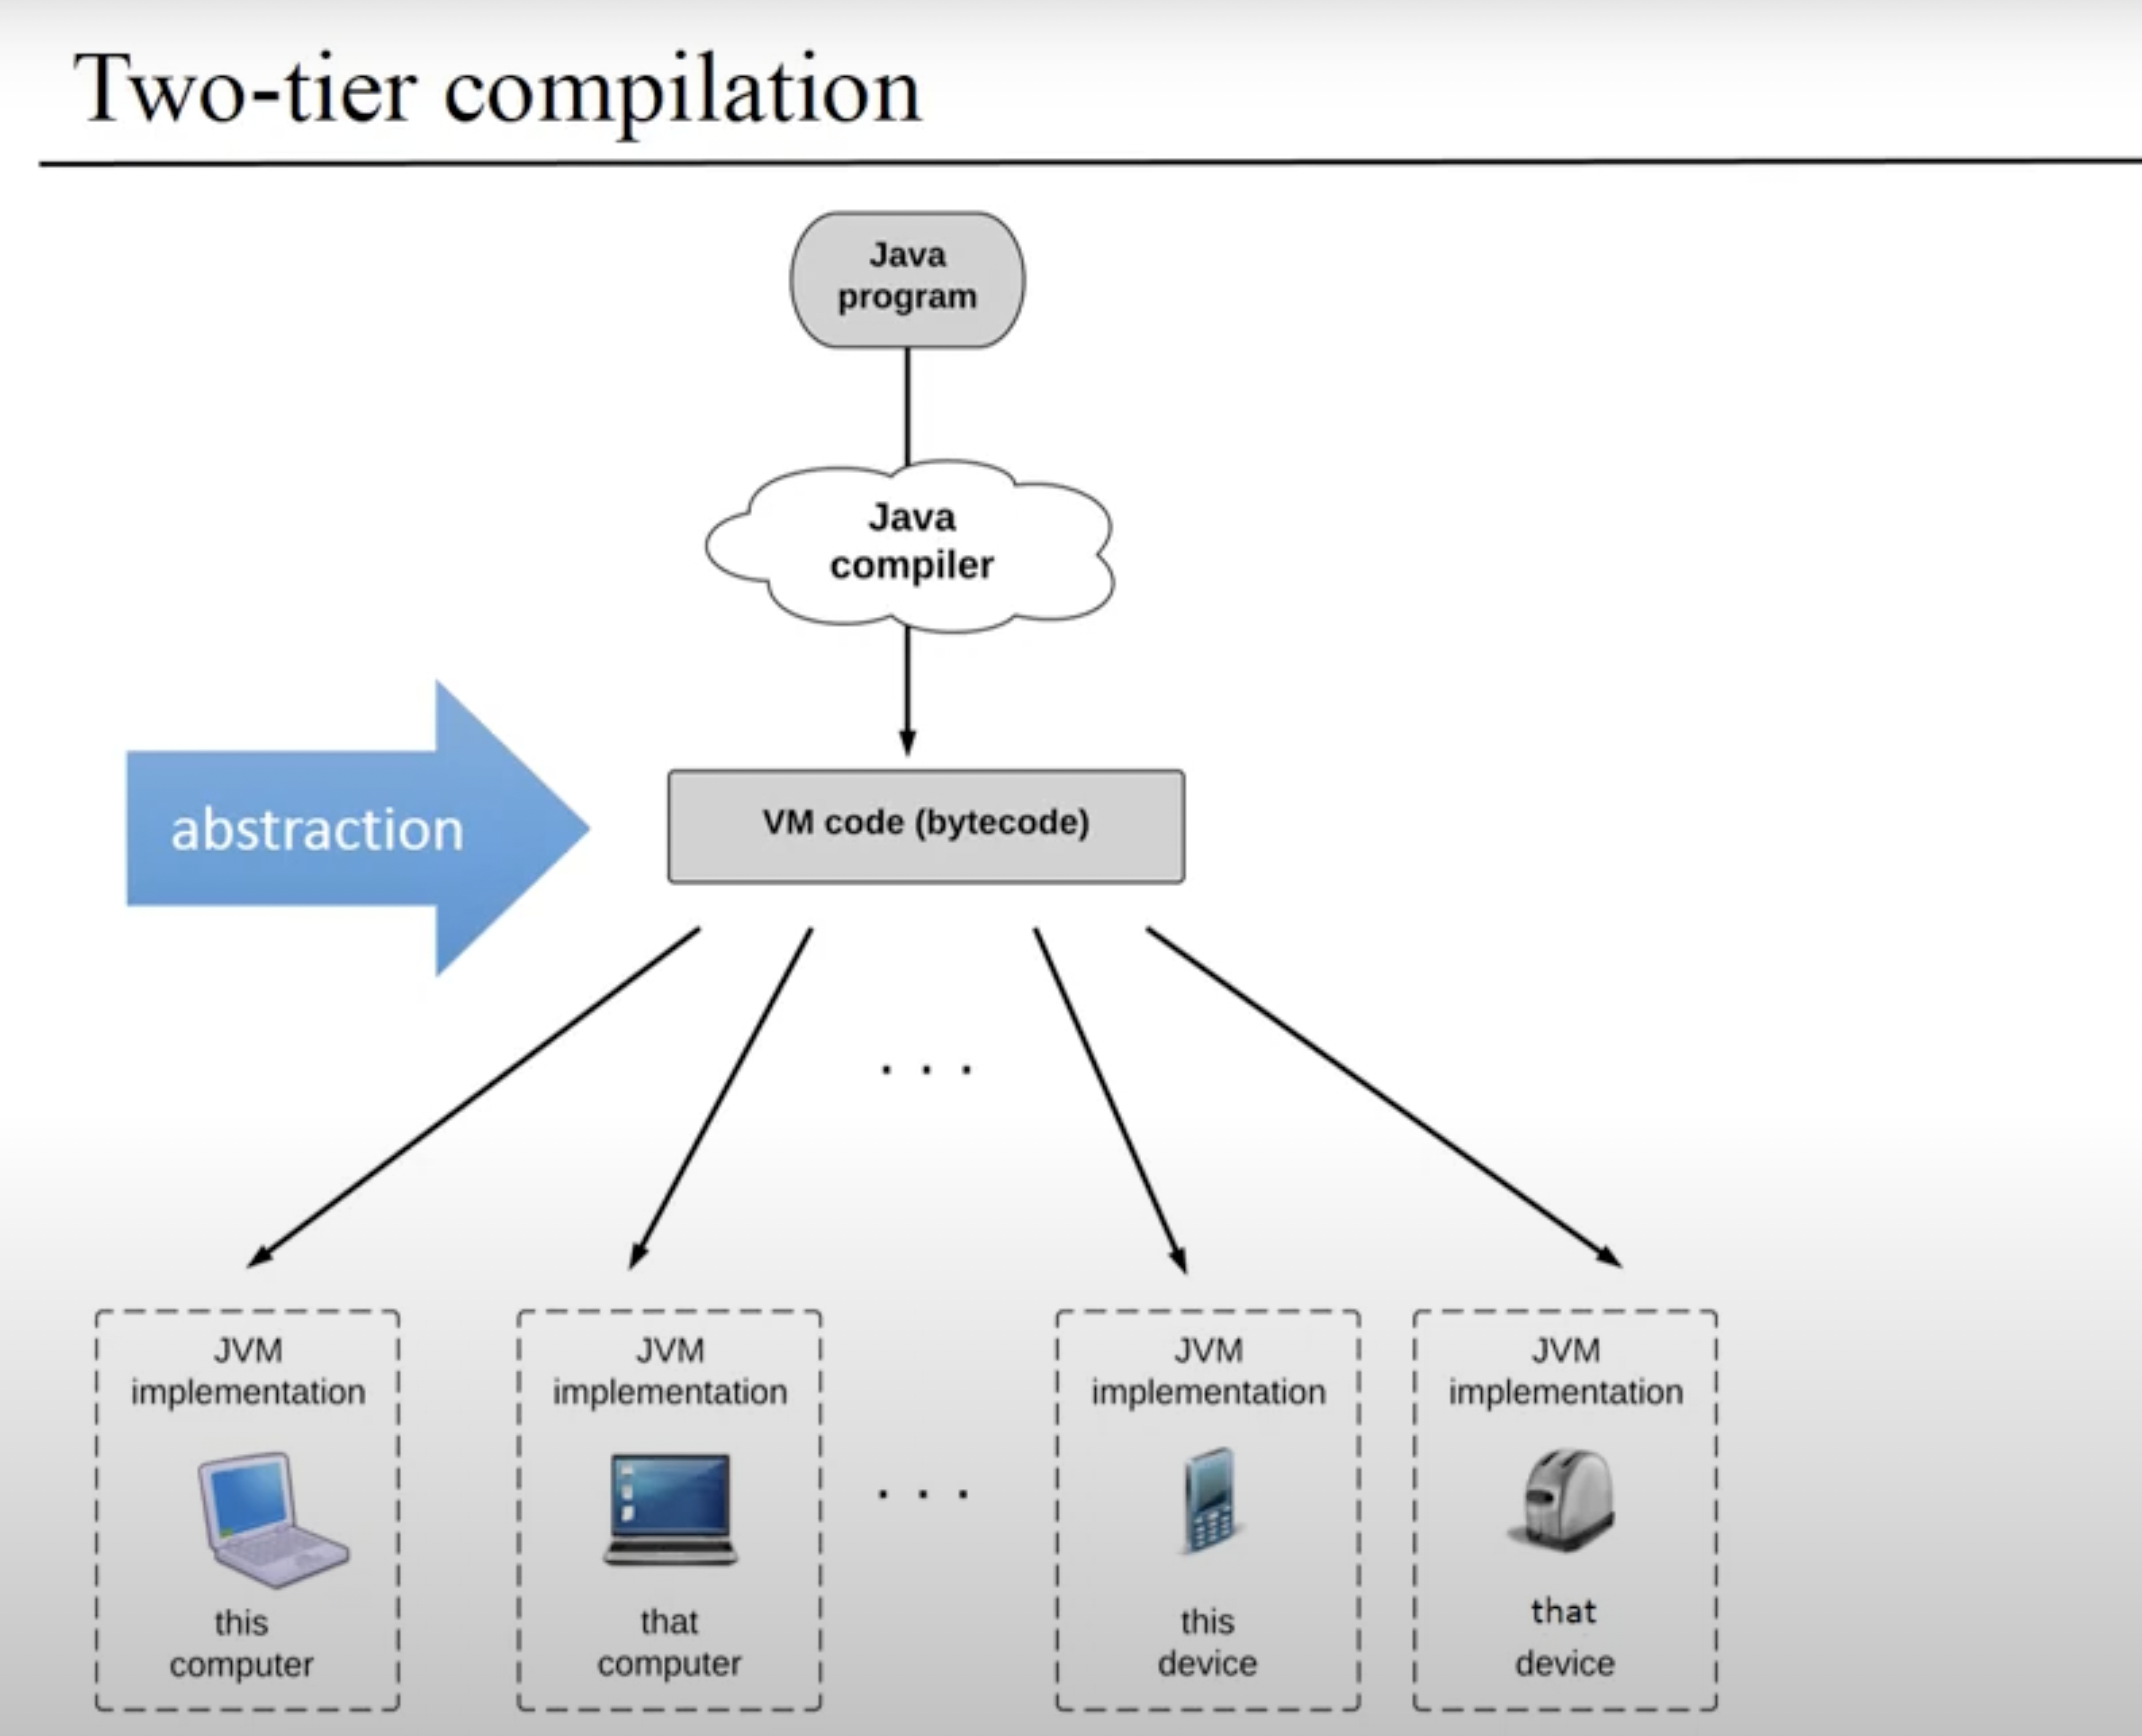 Two-tier compilation
Java
program
Java
compiler
abstraction
VM code (bytecode)
. . .
JVM
implementation
this
computer
JVM
implementation
that
computer
. . .
JVM
implementation
this
device
JVM
implementation
that
device